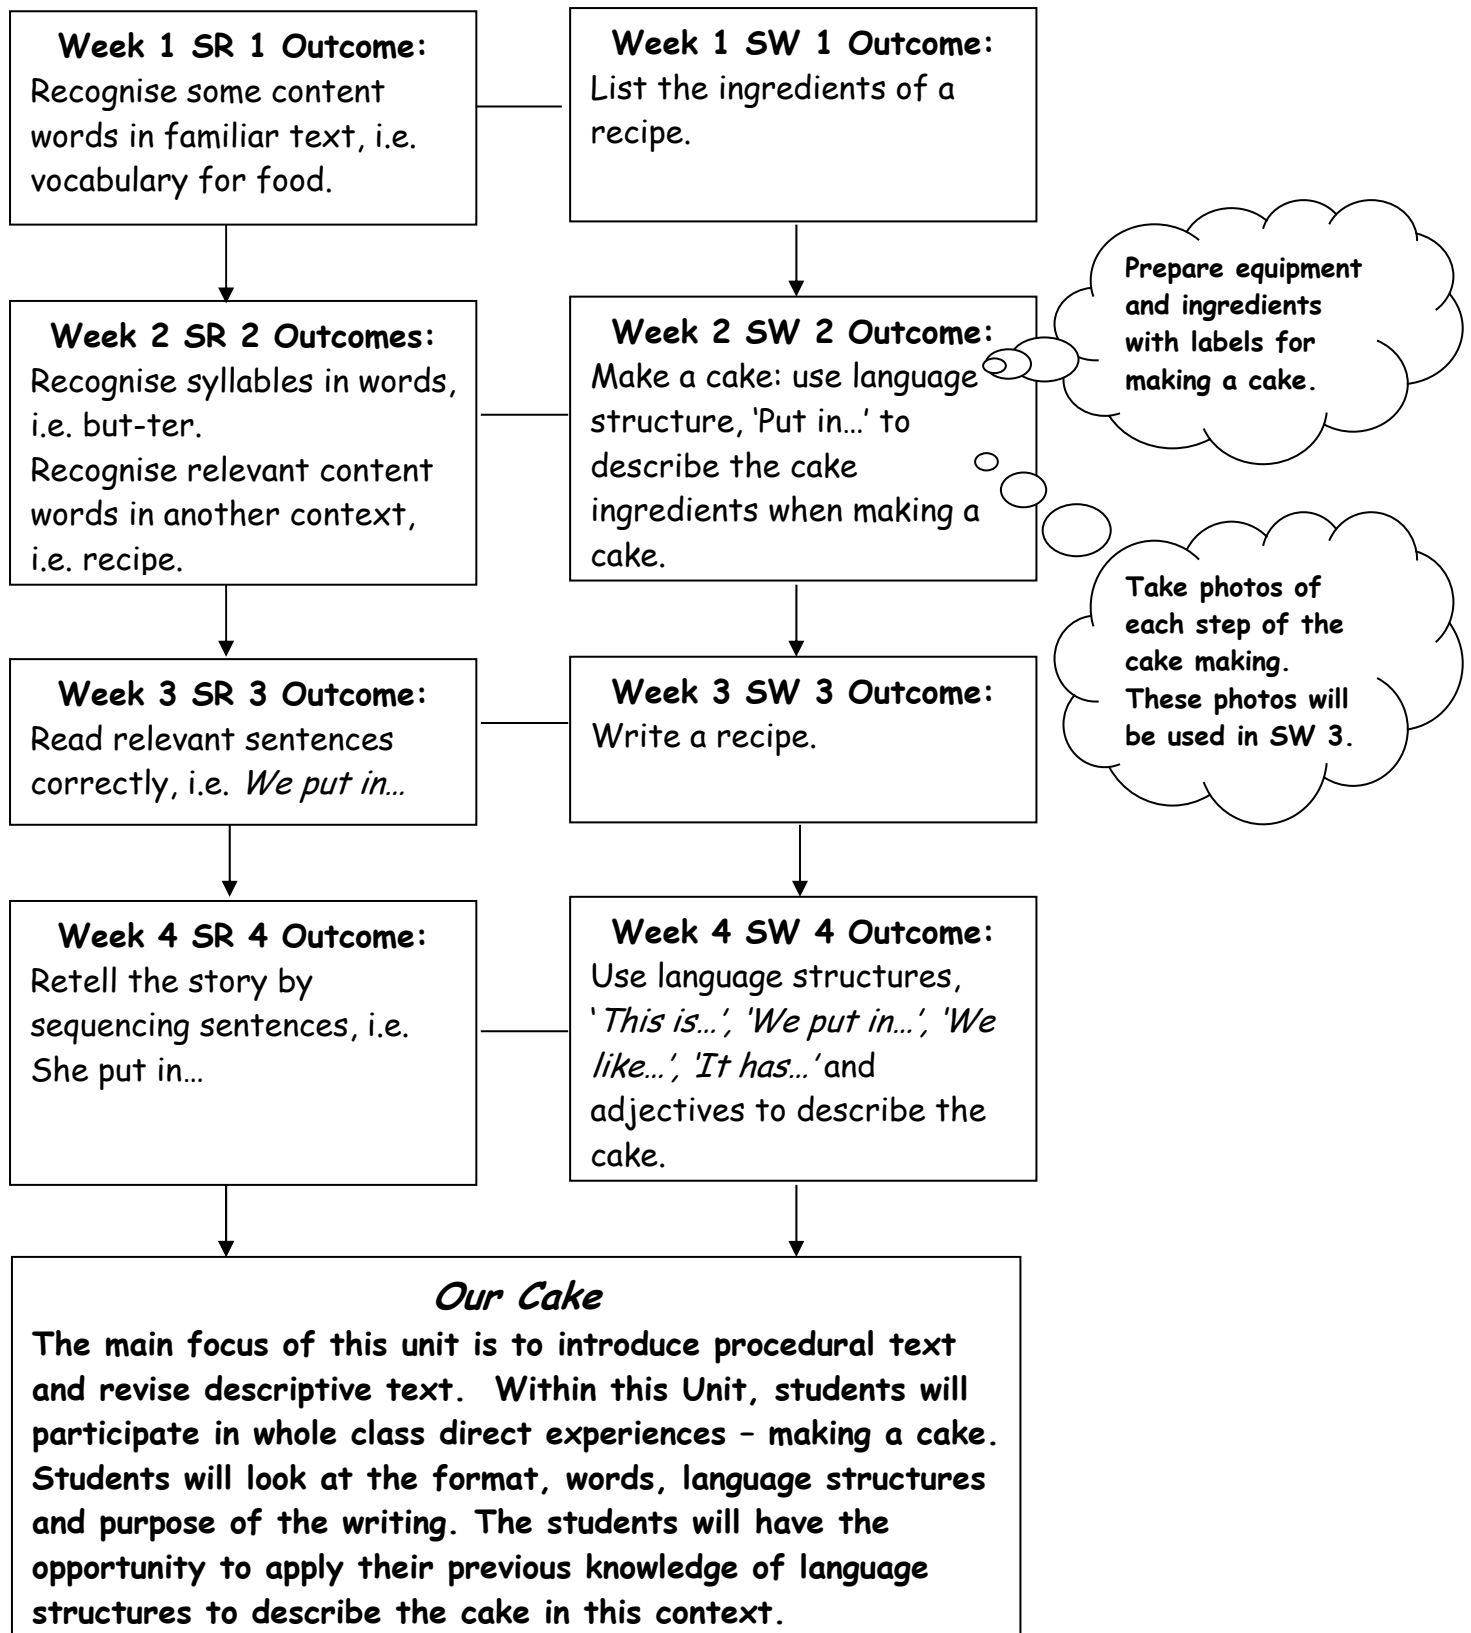 Week 1 SR 1 Outcome:
Recognise some content
words in familiar text, i.e.
vocabulary for food.
Week 1 SW 1 Outcome:
List the ingredients of a
recipe.
Week 2 SR 2 Outcomes:
Recognise syllables in words,
i.e. but-ter.
Recognise relevant content
words in another context,
i.e. recipe.
Week 2 SW 2 Outcome:
Make a cake: use language
structure, ‘Put in…’ to
describe the cake
ingredients when making a
cake.
Prepare equipment
and ingredients
with labels for
making a cake.
Take photos of
each step of the
cake making.
These photos will
be used in SW 3.
Week 3 SR 3 Outcome:
Read relevant sentences
correctly, i.e. We put in…
Week 3 SW 3 Outcome:
Write a recipe.
Week 4 SR 4 Outcome:
Retell the story by
sequencing sentences, i.e.
She put in…
Week 4 SW 4 Outcome:
Use language structures,
‘This is…’, ‘We put in…’, ‘We
like…’, ‘It has…’ and
adjectives to describe the
cake.
Our Cake
The main focus of this unit is to introduce procedural text
and revise descriptive text.  Within this Unit, students will
participate in whole class direct experiences – making a cake.
Students will look at the format, words, language structures
and purpose of the writing. The students will have the
opportunity to apply their previous knowledge of language
structures to describe the cake in this context.